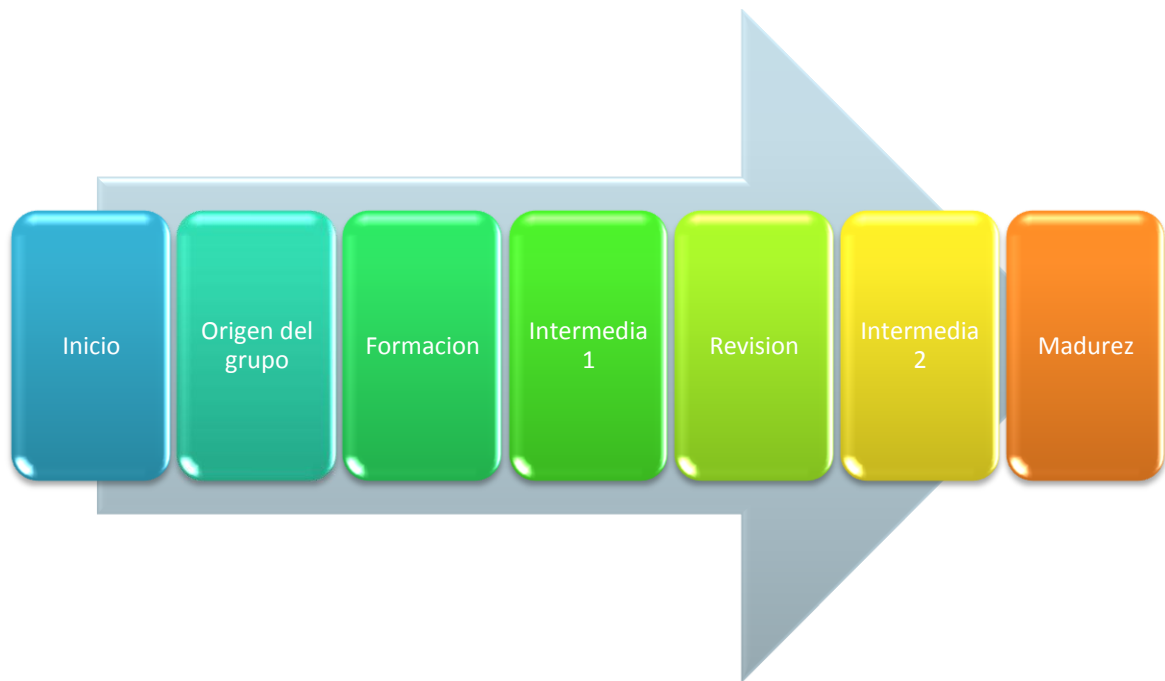 Inicio
Origen del
grupo
Formacion
Intermedia
1
Revision
Intermedia
2
Madurez